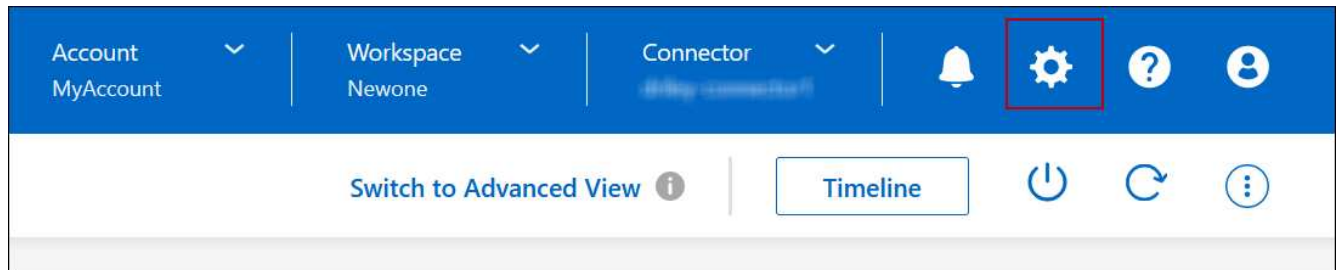 Account
MyAccount
Workspace
Newone
Connector
Switch to Advanced View
Timeline